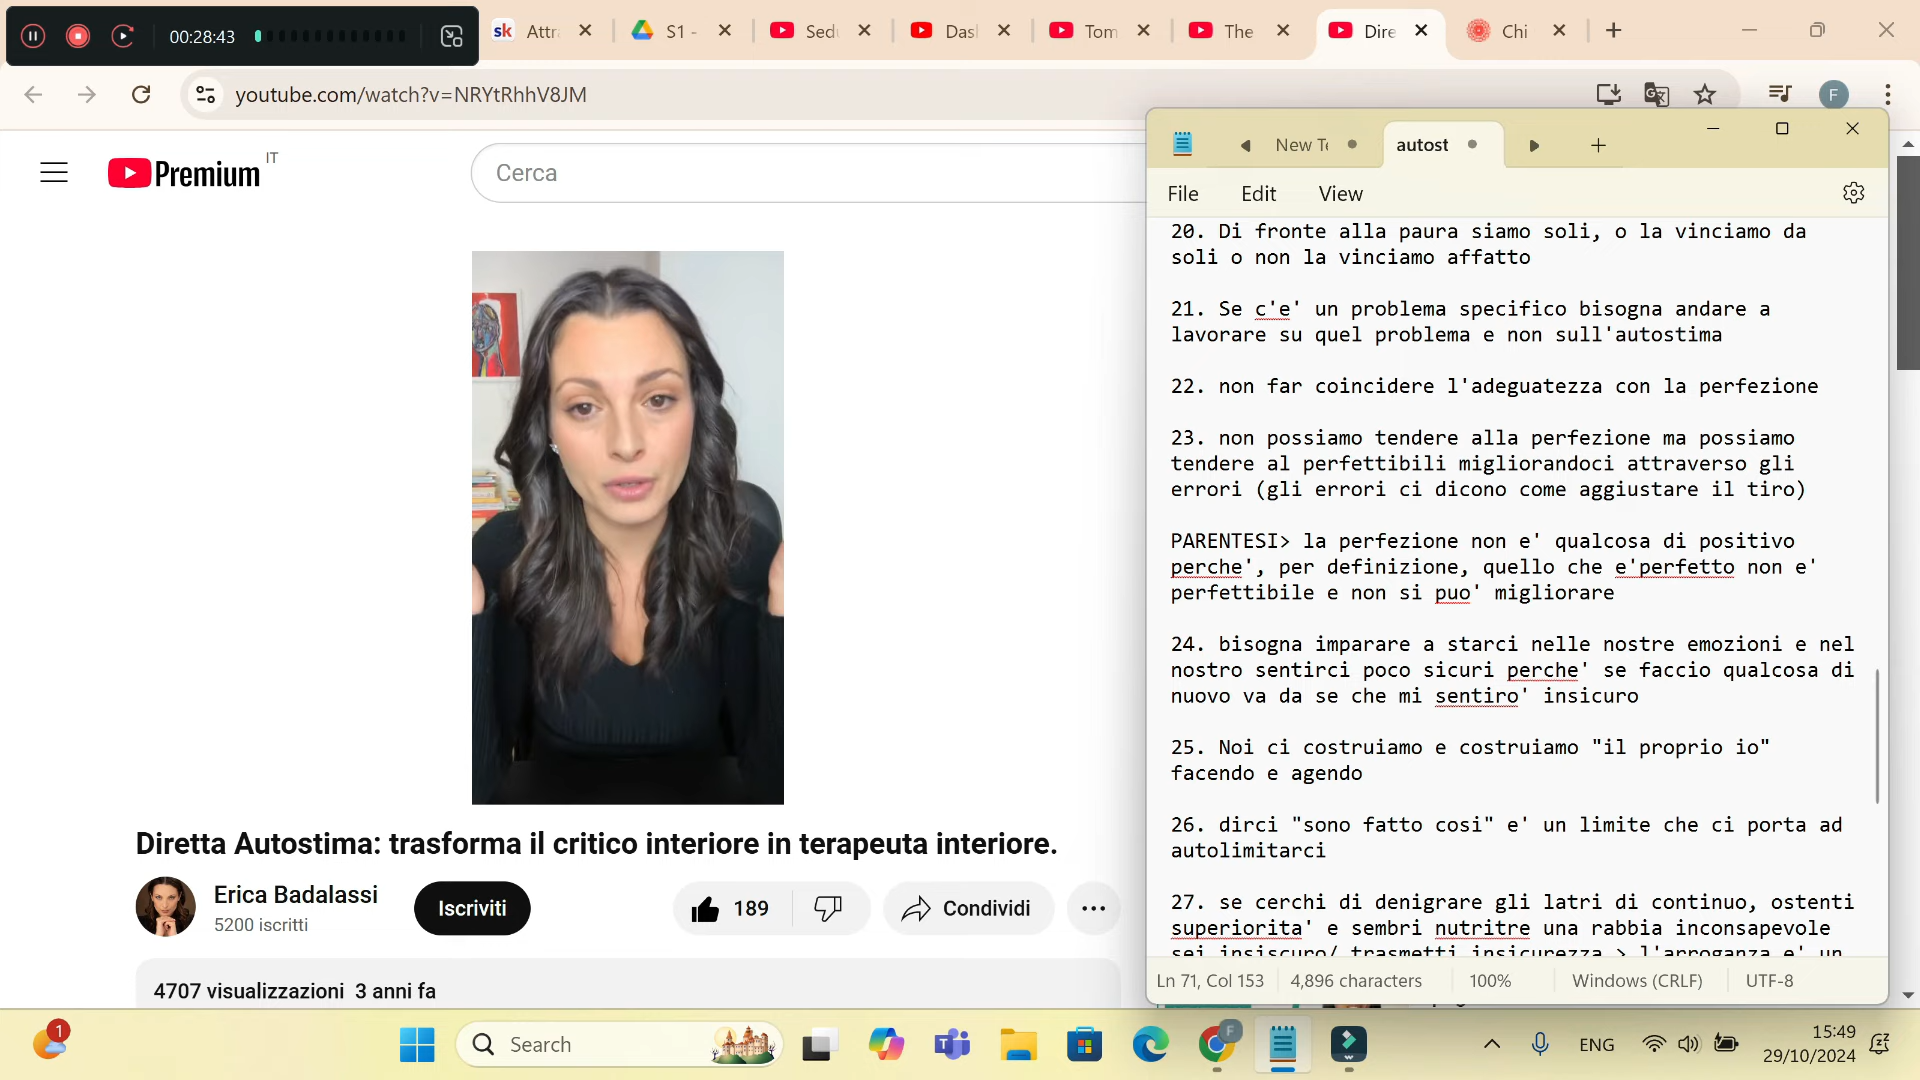 00:28:43
Attr
S1 -
Sed
Das
Tom
The
Dire
Chi
youtube.com/watch?v=NRYtRhhV8JM
F
Premium
IT
Cerca
autost
File
Edit
View
20. Di fronte alla paura siamo soli, o la vinciamo da
soli o non la vinciamo affatto
21. Se c'e' un problema specifico bisogna andare a
lavorare su quel problema e non sull'autostima
22. non far coincidere l'adeguatezza con la perfezione
23. non possiamo tendere alla perfezione ma possiamo
tendere al perfettibili migliorandoci attraverso gli
errori (gli errori ci dicono come aggiustare il tiro)
PARENTESI> la perfezione non e' qualcosa di positivo
perche', per definizione, quello che e'perfetto non e'
perfettibile e non si puo' migliorare
24. bisogna imparare a starci nelle nostre emozioni e nel
nostro sentirci poco sicuri perche' se faccio qualcosa di
nuovo va da se che mi sentiro' insicuro
25. Noi ci costruiamo e costruiamo "il proprio io"
facendo e agendo
26. dirci "sono fatto cosi" e' un limite che ci porta ad
autolimitarci
27. se cerchi di denigrare gli latri di continuo, ostenti
superiorita' e sembri nutritre una rabbia inconsapevole
sei insiscuro/ trasmetti insicurezza > l'arroganza e' un
Ln 71, Col 153
4,896 characters
100%
Windows (CRLF)
UTF-8
Diretta Autostima: trasforma il critico interiore in terapeuta interiore.
Erica Badalassi
5200 iscritti
Iscriviti
189
Condividi
4707 visualizzazioni 3 anni fa
1
Search
F
ENG
15:49
29/10/2024